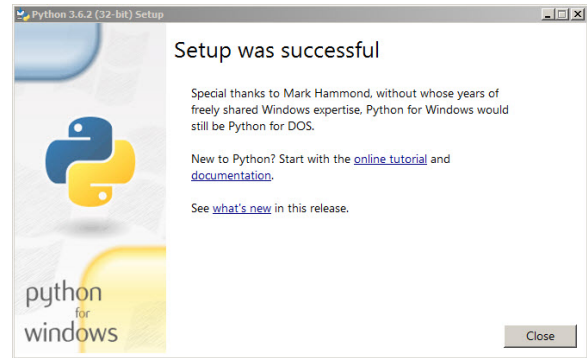 Python 3.6.2 (32-bit) Setup
Setup was successful
Special thanks to Mark Hammond, without whose years of
freely shared Windows expertise, Python for Windows would
still be Python for DOS.
New to Python? Start with the online tutorial and
documentation.
See what's new in this release.
python
for
windows
Close